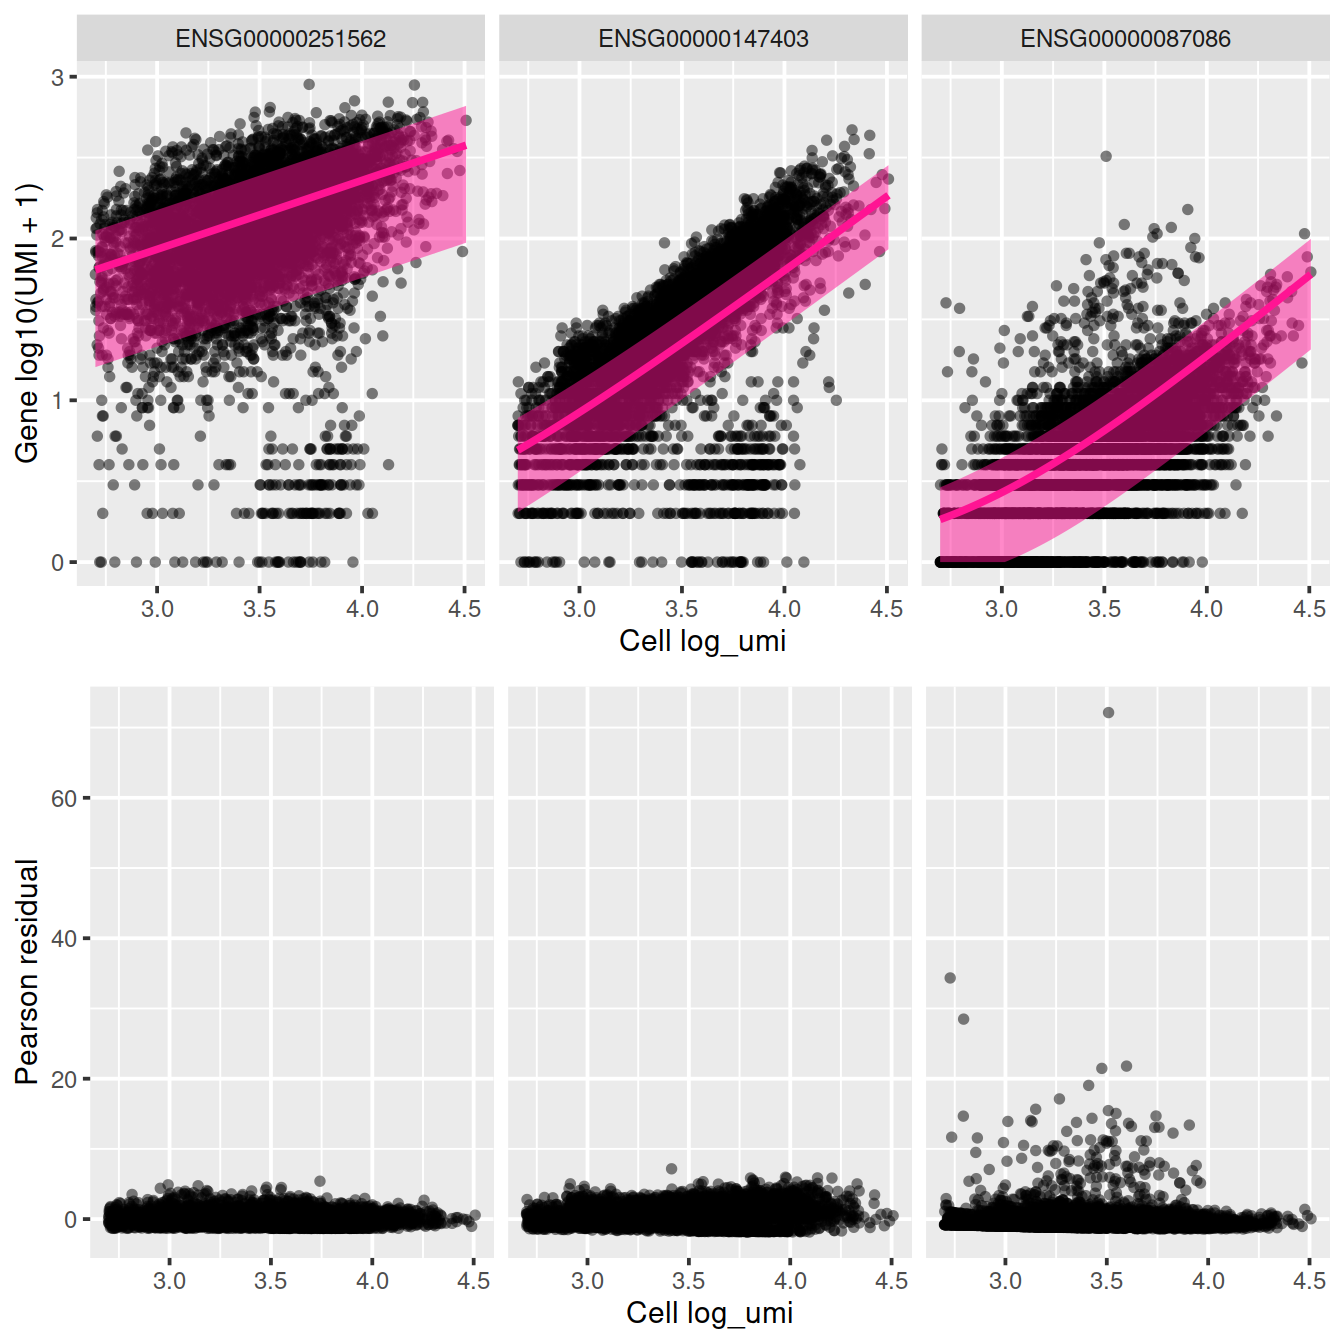 ENSG00000251562 ENSG00000147403 ENSG00000087086
Gene log10(UMI + 1)
3
2
1
0
3.0 3.5 4.0 4.5 3.0 3.5 4.0 4.5 3.0 3.5 4.0 4.5
Cell log_umi
Pearson residual
60
40
20
0
3.0 3.5 4.0 4.5 3.0 3.5 4.0 4.5 3.0 3.5 4.0 4.5
Cell log_umi